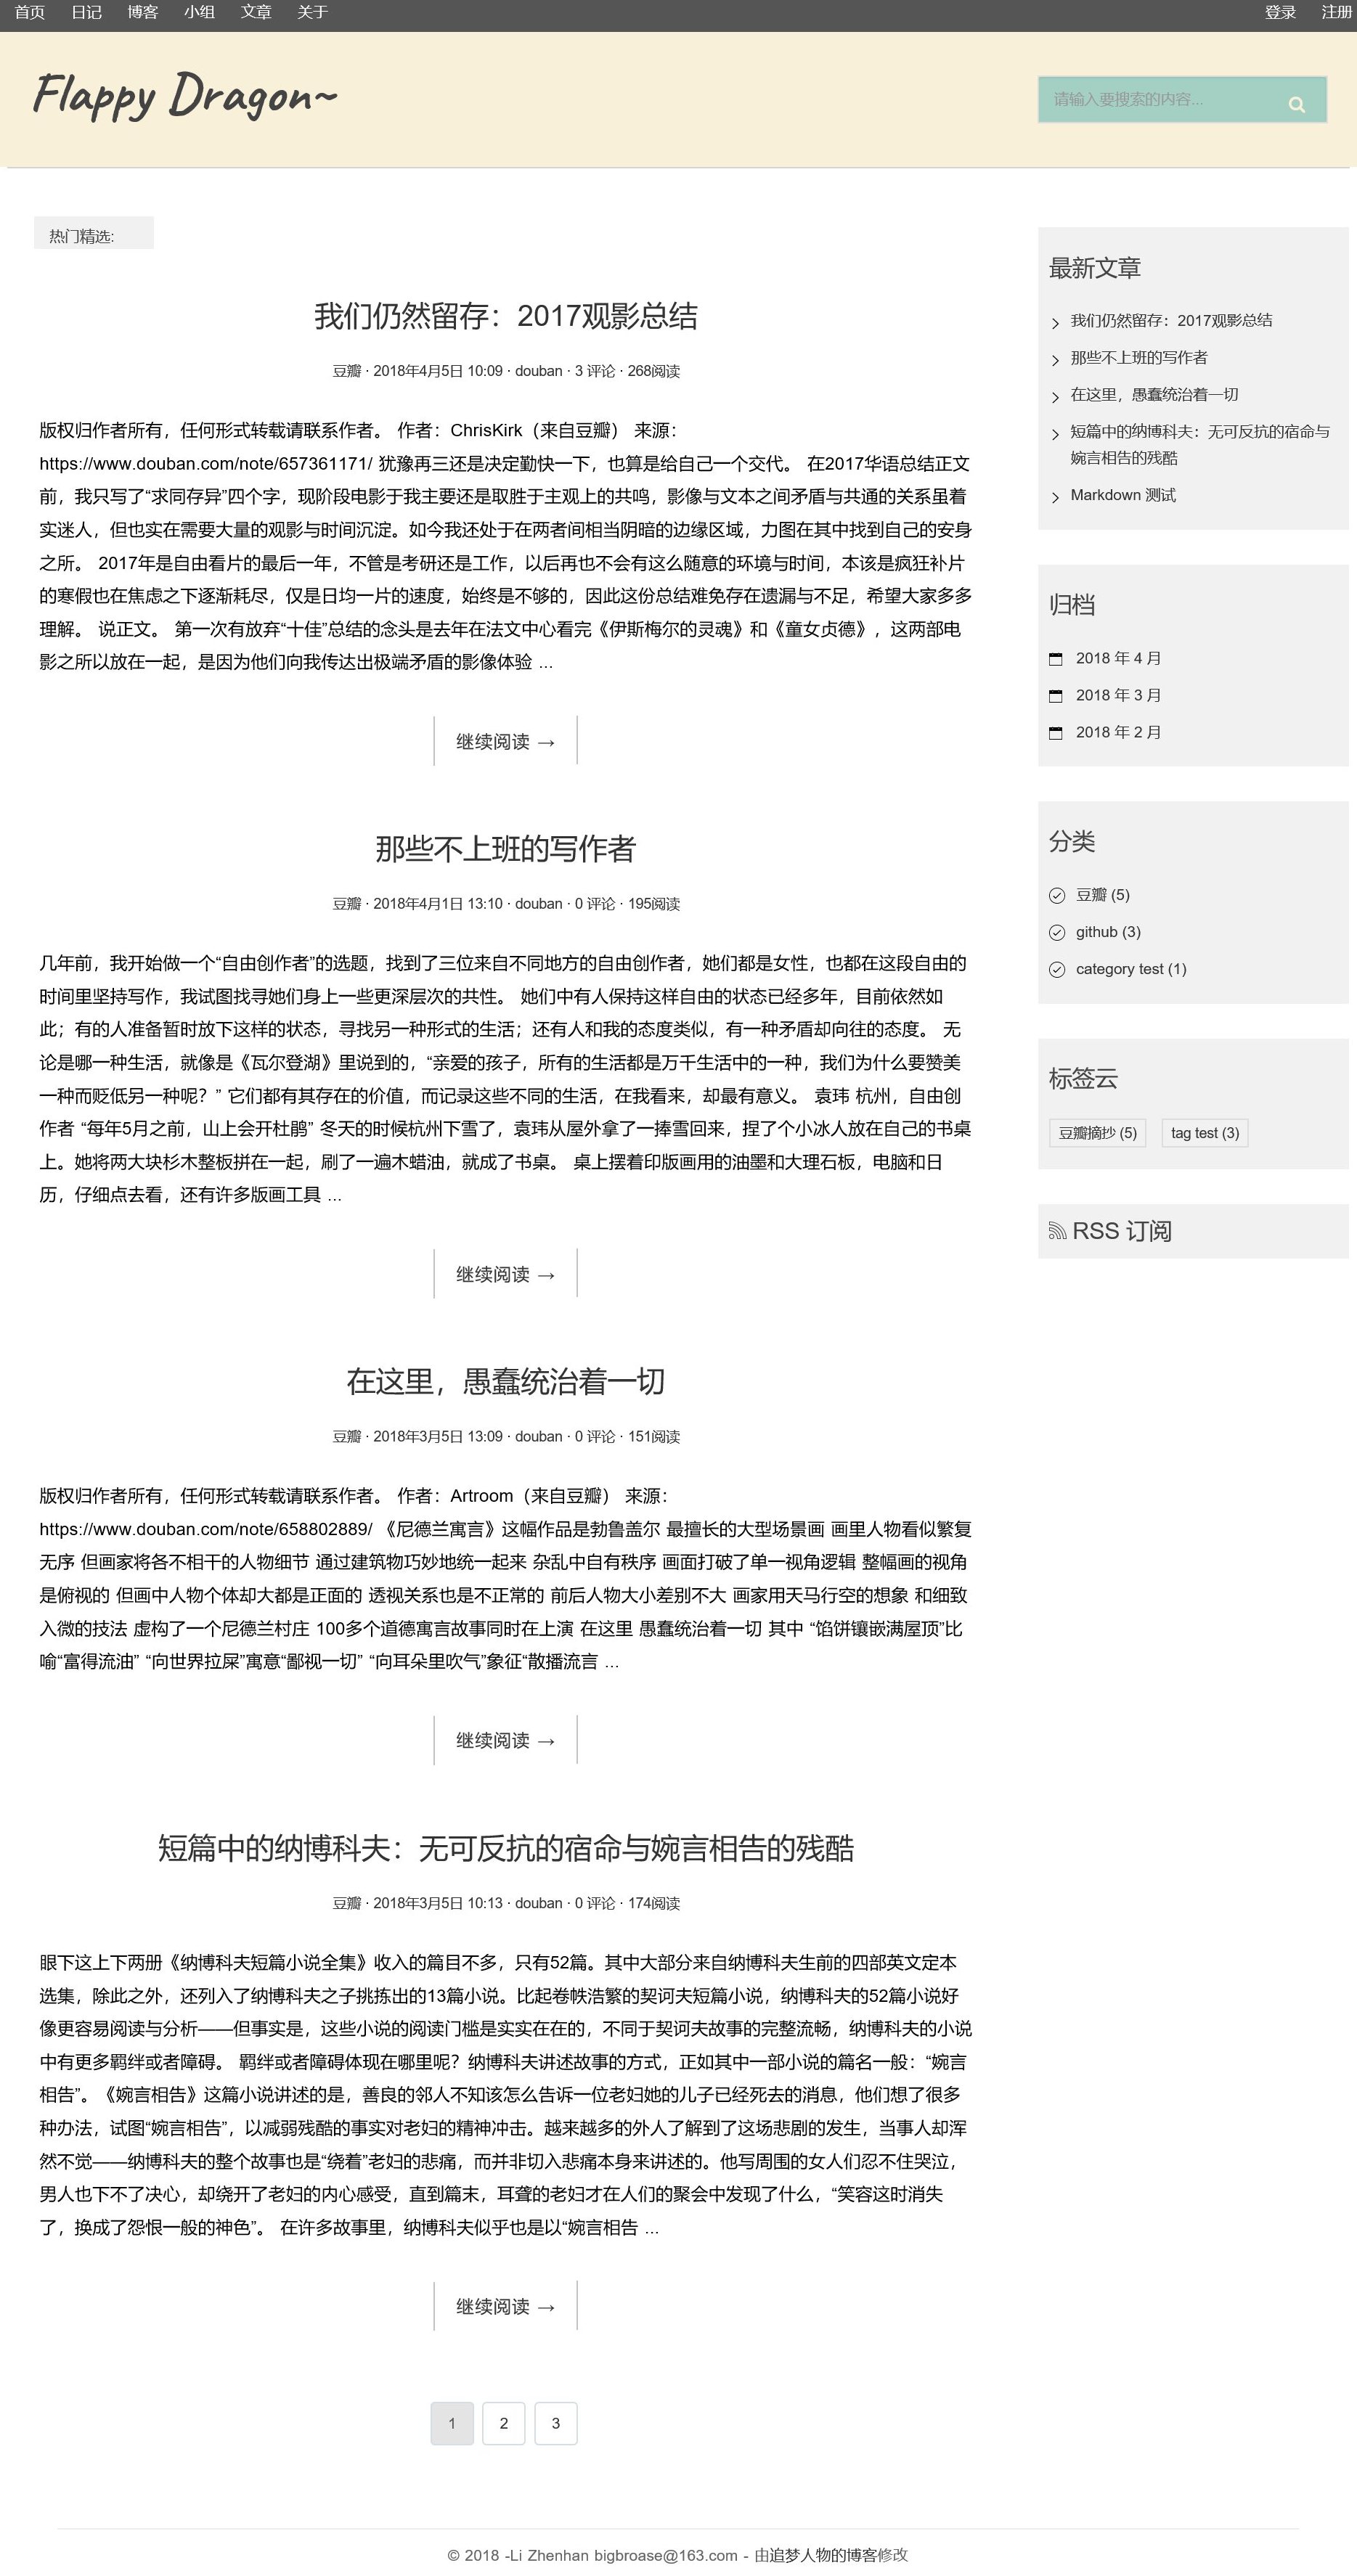 首页 日记 博客 小组 文章 关于 登录 注册
Flappy Dragon~
请输入要搜索的内容...
热门精选:
我们仍然留存：2017观影总结
豆瓣 · 2018年4月5日 10:09 · douban · 3 评论 · 268阅读
版权归作者所有，任何形式转载请联系作者。 作者：ChrisKirk（来自豆瓣） 来源：
https://www.douban.com/note/657361171/ 犹豫再三还是决定勤快一下，也算是给自己一个交代。 在2017华语总结正文
前，我只写了“求同存异”四个字，现阶段电影于我主要还是取胜于主观上的共鸣，影像与文本之间矛盾与共通的关系虽着
实迷人，但也实在需要大量的观影与时间沉淀。如今我还处于在两者间相当阴暗的边缘区域，力图在其中找到自己的安身
之所。 2017年是自由看片的最后一年，不管是考研还是工作，以后再也不会有这么随意的环境与时间，本该是疯狂补片
的寒假也在焦虑之下逐渐耗尽，仅是日均一片的速度，始终是不够的，因此这份总结难免存在遗漏与不足，希望大家多多
理解。 说正文。 第一次有放弃“十佳”总结的念头是去年在法文中心看完《伊斯梅尔的灵魂》和《童女贞德》，这两部电
影之所以放在一起，是因为他们向我传达出极端矛盾的影像体验 ...
继续阅读 →
那些不上班的写作者
豆瓣 · 2018年4月1日 13:10 · douban · 0 评论 · 195阅读
几年前，我开始做一个“自由创作者”的选题，找到了三位来自不同地方的自由创作者，她们都是女性，也都在这段自由的
时间里坚持写作，我试图找寻她们身上一些更深层次的共性。 她们中有人保持这样自由的状态已经多年，目前依然如
此；有的人准备暂时放下这样的状态，寻找另一种形式的生活；还有人和我的态度类似，有一种矛盾却向往的态度。 无
论是哪一种生活，就像是《瓦尔登湖》里说到的，“亲爱的孩子，所有的生活都是万千生活中的一种，我们为什么要赞美
一种而贬低另一种呢？” 它们都有其存在的价值，而记录这些不同的生活，在我看来，却最有意义。 袁玮 杭州，自由创
作者 “每年5月之前，山上会开杜鹃” 冬天的时候杭州下雪了，袁玮从屋外拿了一捧雪回来，捏了个小冰人放在自己的书桌
上。她将两大块杉木整板拼在一起，刷了一遍木蜡油，就成了书桌。 桌上摆着印版画用的油墨和大理石板，电脑和日
历，仔细点去看，还有许多版画工具 ...
继续阅读 →
在这里，愚蠢统治着一切
豆瓣 · 2018年3月5日 13:09 · douban · 0 评论 · 151阅读
版权归作者所有，任何形式转载请联系作者。 作者：Artroom（来自豆瓣） 来源：
https://www.douban.com/note/658802889/ 《尼德兰寓言》这幅作品是勃鲁盖尔 最擅长的大型场景画 画里人物看似繁复
无序 但画家将各不相干的人物细节 通过建筑物巧妙地统一起来 杂乱中自有秩序 画面打破了单一视角逻辑 整幅画的视角
是俯视的 但画中人物个体却大都是正面的 透视关系也是不正常的 前后人物大小差别不大 画家用天马行空的想象 和细致
入微的技法 虚构了一个尼德兰村庄 100多个道德寓言故事同时在上演 在这里 愚蠢统治着一切 其中 “馅饼镶嵌满屋顶”比
喻“富得流油” “向世界拉屎”寓意“鄙视一切” “向耳朵里吹气”象征“散播流言 ...
继续阅读 →
短篇中的纳博科夫：无可反抗的宿命与婉言相告的残酷
豆瓣 · 2018年3月5日 10:13 · douban · 0 评论 · 174阅读
眼下这上下两册《纳博科夫短篇小说全集》收入的篇目不多，只有52篇。其中大部分来自纳博科夫生前的四部英文定本
选集，除此之外，还列入了纳博科夫之子挑拣出的13篇小说。比起卷帙浩繁的契诃夫短篇小说，纳博科夫的52篇小说好
像更容易阅读与分析——但事实是，这些小说的阅读门槛是实实在在的，不同于契诃夫故事的完整流畅，纳博科夫的小说
中有更多羁绊或者障碍。 羁绊或者障碍体现在哪里呢？纳博科夫讲述故事的方式，正如其中一部小说的篇名一般：“婉言
相告”。《婉言相告》这篇小说讲述的是，善良的邻人不知该怎么告诉一位老妇她的儿子已经死去的消息，他们想了很多
种办法，试图“婉言相告”，以减弱残酷的事实对老妇的精神冲击。越来越多的外人了解到了这场悲剧的发生，当事人却浑
然不觉——纳博科夫的整个故事也是“绕着”老妇的悲痛，而并非切入悲痛本身来讲述的。他写周围的女人们忍不住哭泣，
男人也下不了决心，却绕开了老妇的内心感受，直到篇末，耳聋的老妇才在人们的聚会中发现了什么，“笑容这时消失
了，换成了怨恨一般的神色”。 在许多故事里，纳博科夫似乎也是以“婉言相告 ...
继续阅读 →
1 2 3
最新文章
我们仍然留存：2017观影总结
那些不上班的写作者
在这里，愚蠢统治着一切
短篇中的纳博科夫：无可反抗的宿命与
婉言相告的残酷
Markdown 测试
归档
2018 年 4 月
2018 年 3 月
2018 年 2 月
分类
豆瓣 (5)
github (3)
category test (1)
标签云
豆瓣摘抄 (5) tag test (3)
RSS 订阅
© 2018 -Li Zhenhan bigbroase@163.com - 由追梦人物的博客修改